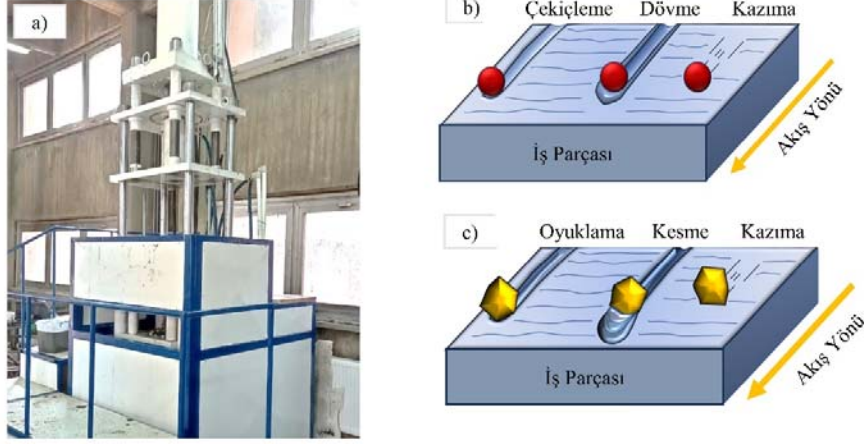 a)
b)
Çekiçleme Dövme Kazıma
İş Parçası
Akış Yönü
c)
Oyuklama Kesme Kazıma
İş Parçası
Akış Yönü